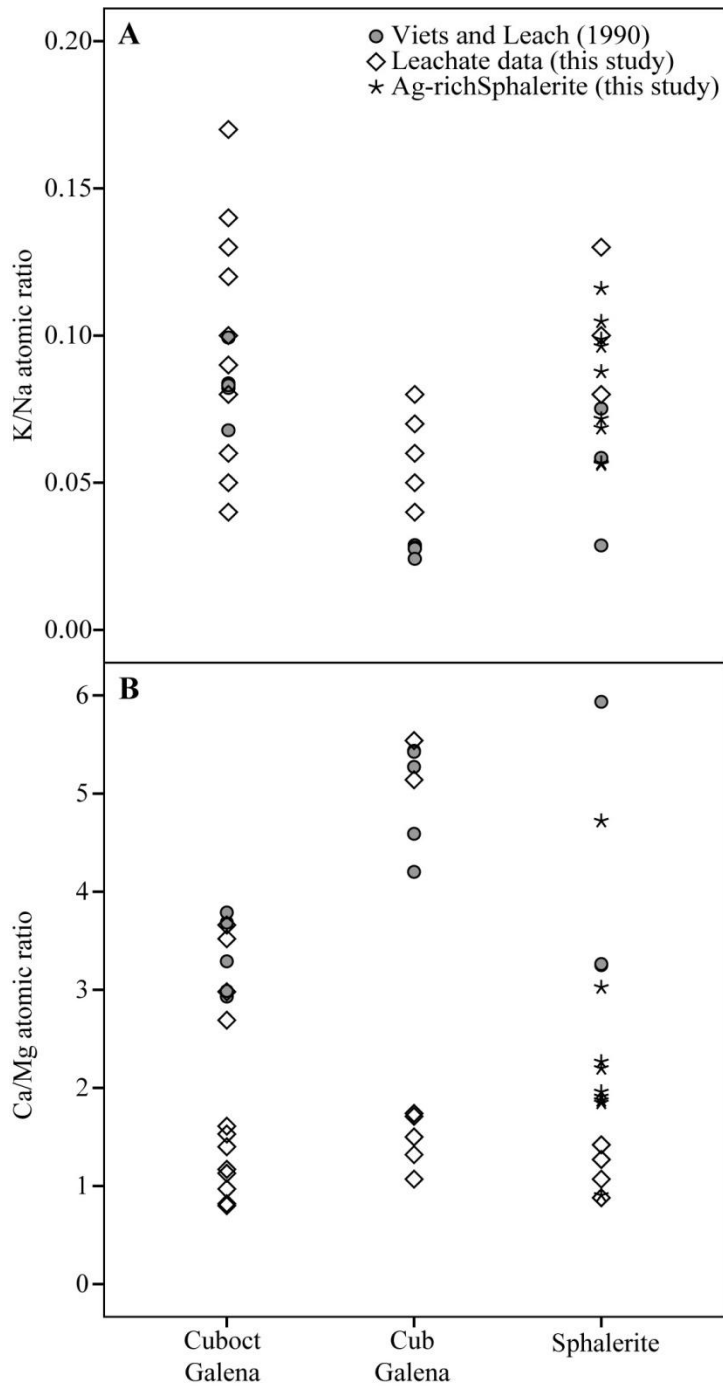 A
Viets and Leach (1990)
Leachate data (this study)
Ag-richSphalerite (this study)
0.20
0.15
0.10
0.05
0.00
K/Na atomic ratio
B
6
5
4
3
2
1
0
Ca/Mg atomic ratio
Cuboct
Galena
Cub
Galena
Sphalerite